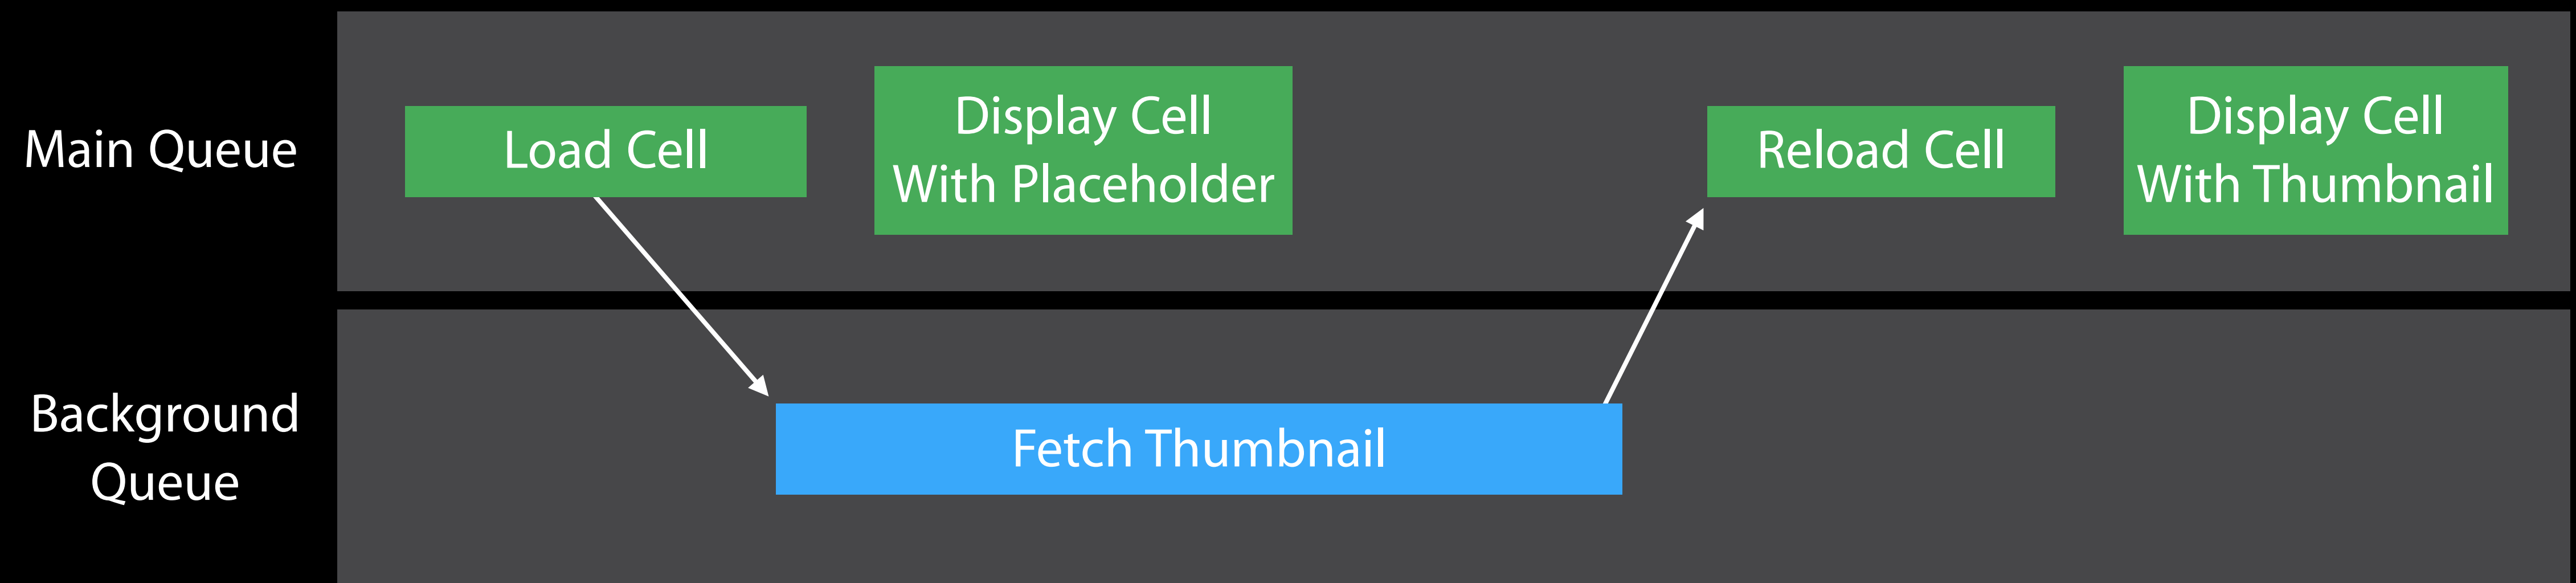 Main Queue
Load Cell
Display Cell
With Placeholder
Reload Cell
Display Cell
With Thumbnail
Background
Queue
Fetch Thumbnail